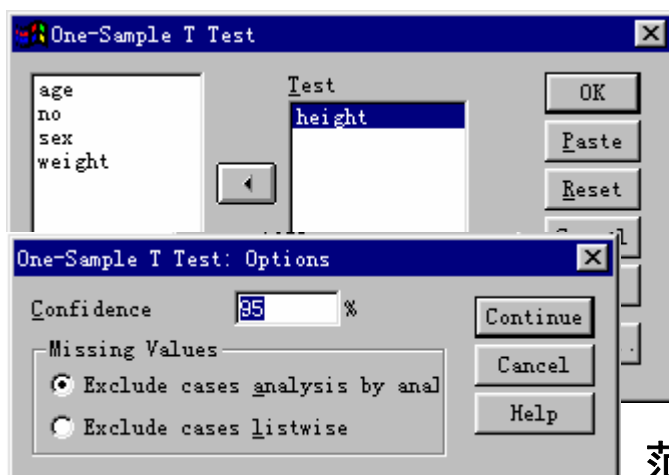 One-Sample T Test
age
no
sex
weight
Test
height
OK
Paste
Reset
One-Sample T Test: Options
Confidence
95
%
Missing Values
Exclude cases analysis by anal
Exclude cases listwise
Continue
Cancel
Help